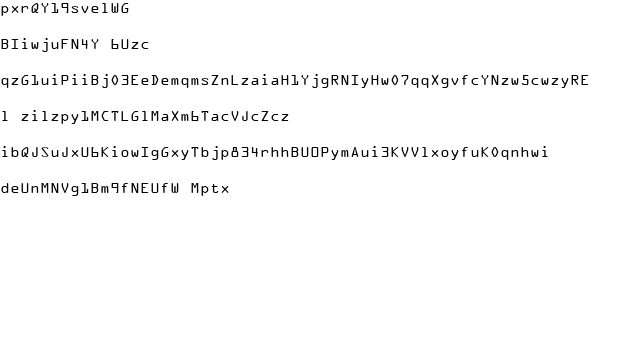 pxrQY19svelWG
BIiwjuFN4Y 6Uzc
qzG1uiPiiBj03EeDemqmsZnLzaiaH1YjgRNIyHw07qqXgvfcYNzw5cwzyRE
l zilzpy1MCTLGlMaXm6TacVJcZcz
ibQJSuJxU6KiowIgGxyTbjp834rhhBUOPymAui3KVVlxoyfuK0qnhwi
deUnMNVg1Bm9fNEUfW Mptx